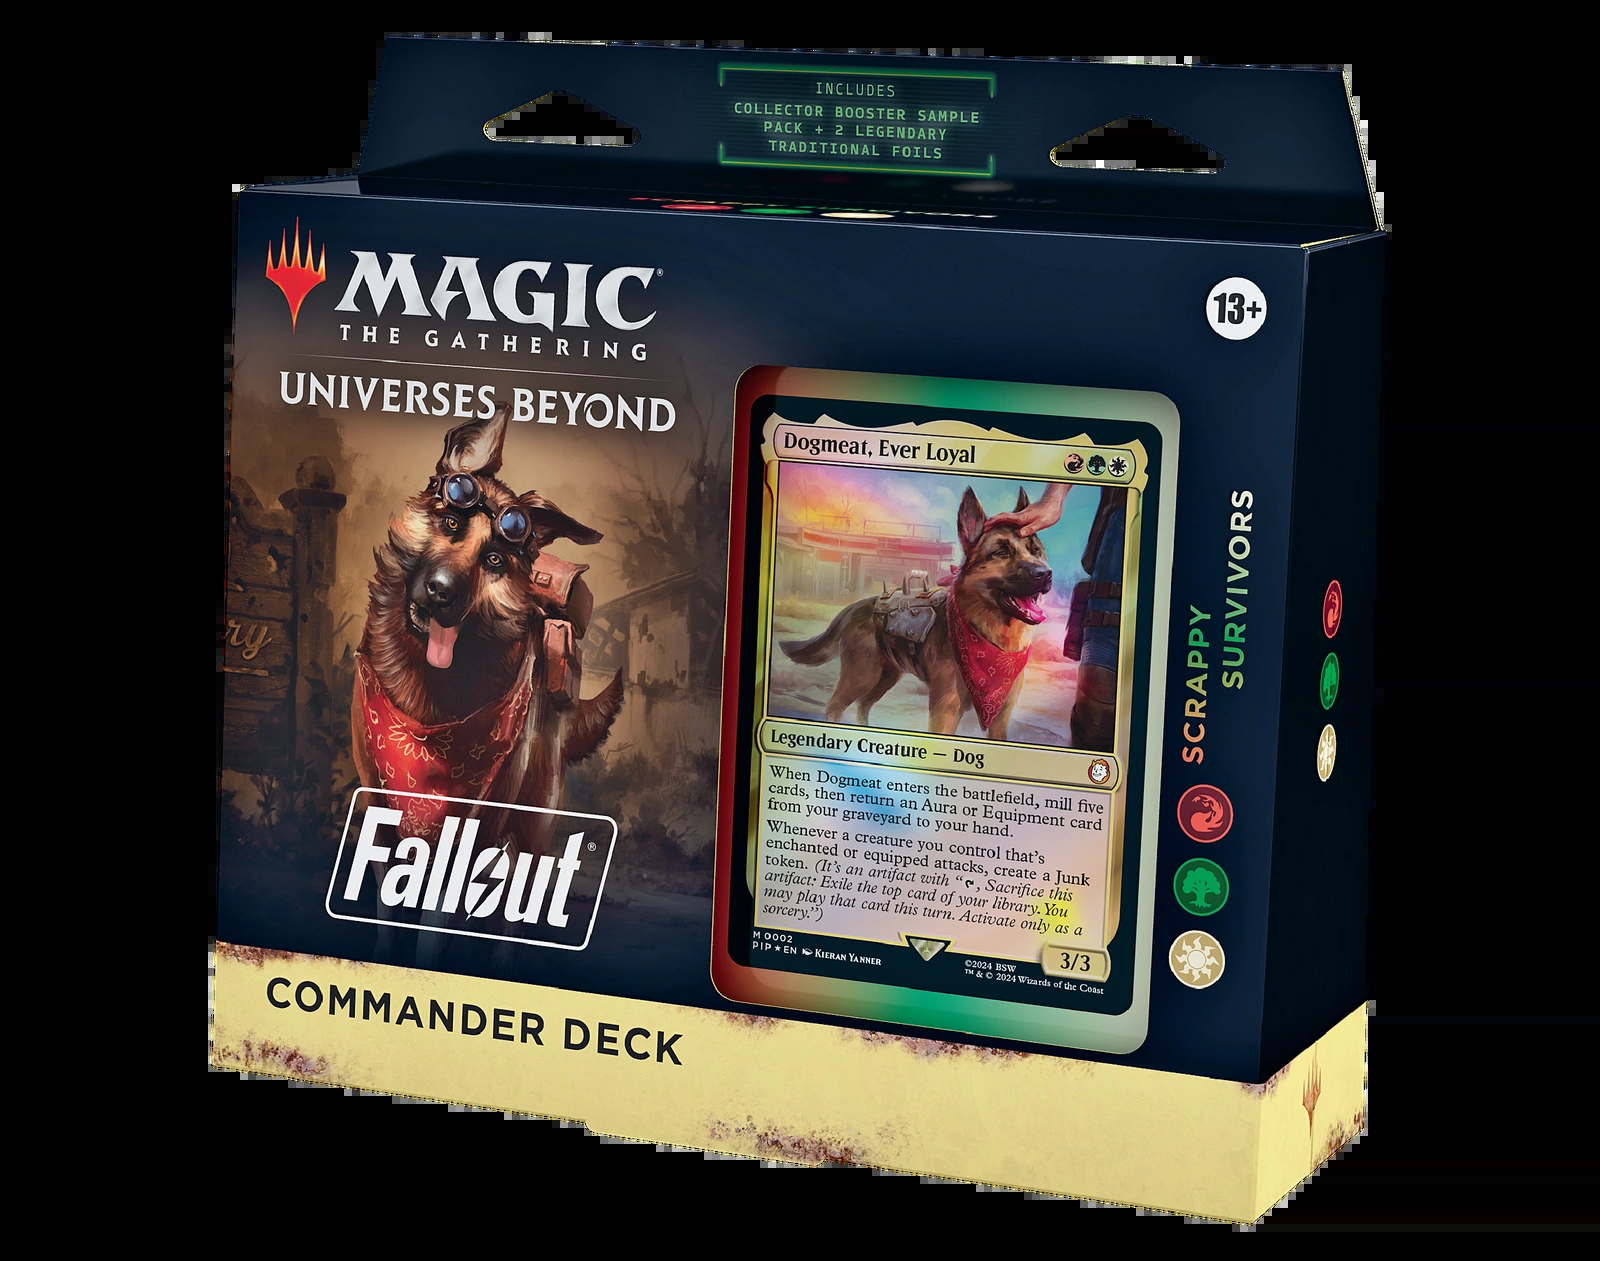 INCLUDES
COLLECTOR BOOSTER SAMPLE
PACK + 2 LEGENDARY
TRADITIONAL FOILS
SCRAPPY SURVIVORS
MAGIC®
THE GATHERING
UNIVERSES BEYOND
13+
ry
Fallout®
COMMANDER DECK
Dogmeat, Ever Loyal
Legendary Creature — Dog
When Dogmeat enters the battlefield, mill five
cards, then return an Aura or Equipment card
from your graveyard to your hand.
Whenever a creature you control that's
enchanted or equipped attacks, create a Junk
token. (It's an artifact with “, Sacrifice this
artifact: Exile the top card of your library. You
may play that card this turn. Activate only as a
sorcery.”)
3/3
M 0002
PIP ★ EN KIERAN YANNER
©2024 BSW
™ & © 2024 Wizards of the Coast
SCRAPPY
SURVIVORS